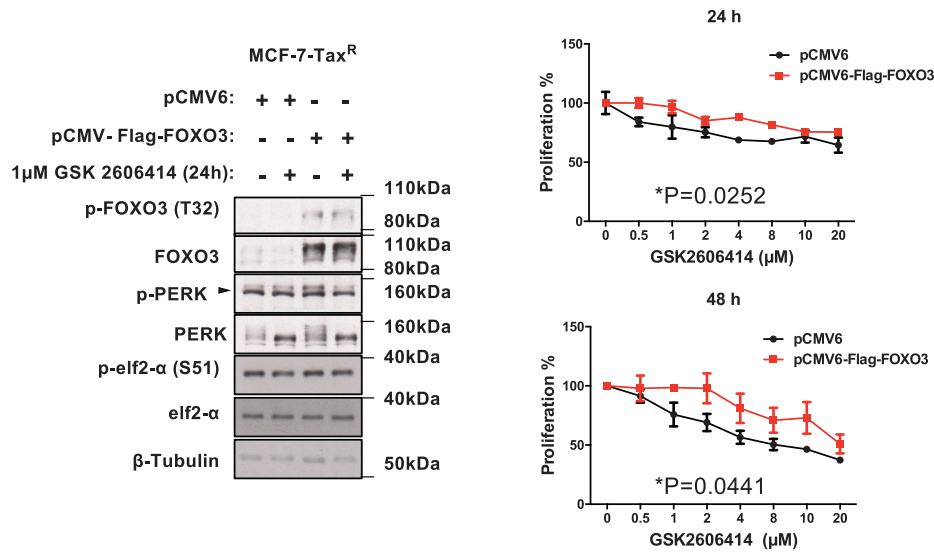 MCF-7-Tax^R
pCMV6: + + - -
pCMV- Flag-FOXO3: - - + +
1µM GSK 2606414 (24h) - + - +
p-FOXO3 (T32)
110kDa
80kDa
FOXO3
110kDa
80kDa
p-PERK
160kDa
PERK
160kDa
p-eIf2-α (S51)
40kDa
eIf2-α
40kDa
β-Tubulin
50kDa
24 h
Proliferation %
150
100
50
0
pCMV6
pCMV6-Flag-FOXO3
*P=0.0252
0 0.5 1 2 4 8 10 20
GSK2606414 (µM)
48 h
Proliferation %
150
100
50
0
pCMV6
pCMV6-Flag-FOXO3
*P=0.0441
0 0.5 1 2 4 8 10 20
GSK2606414 (µM)